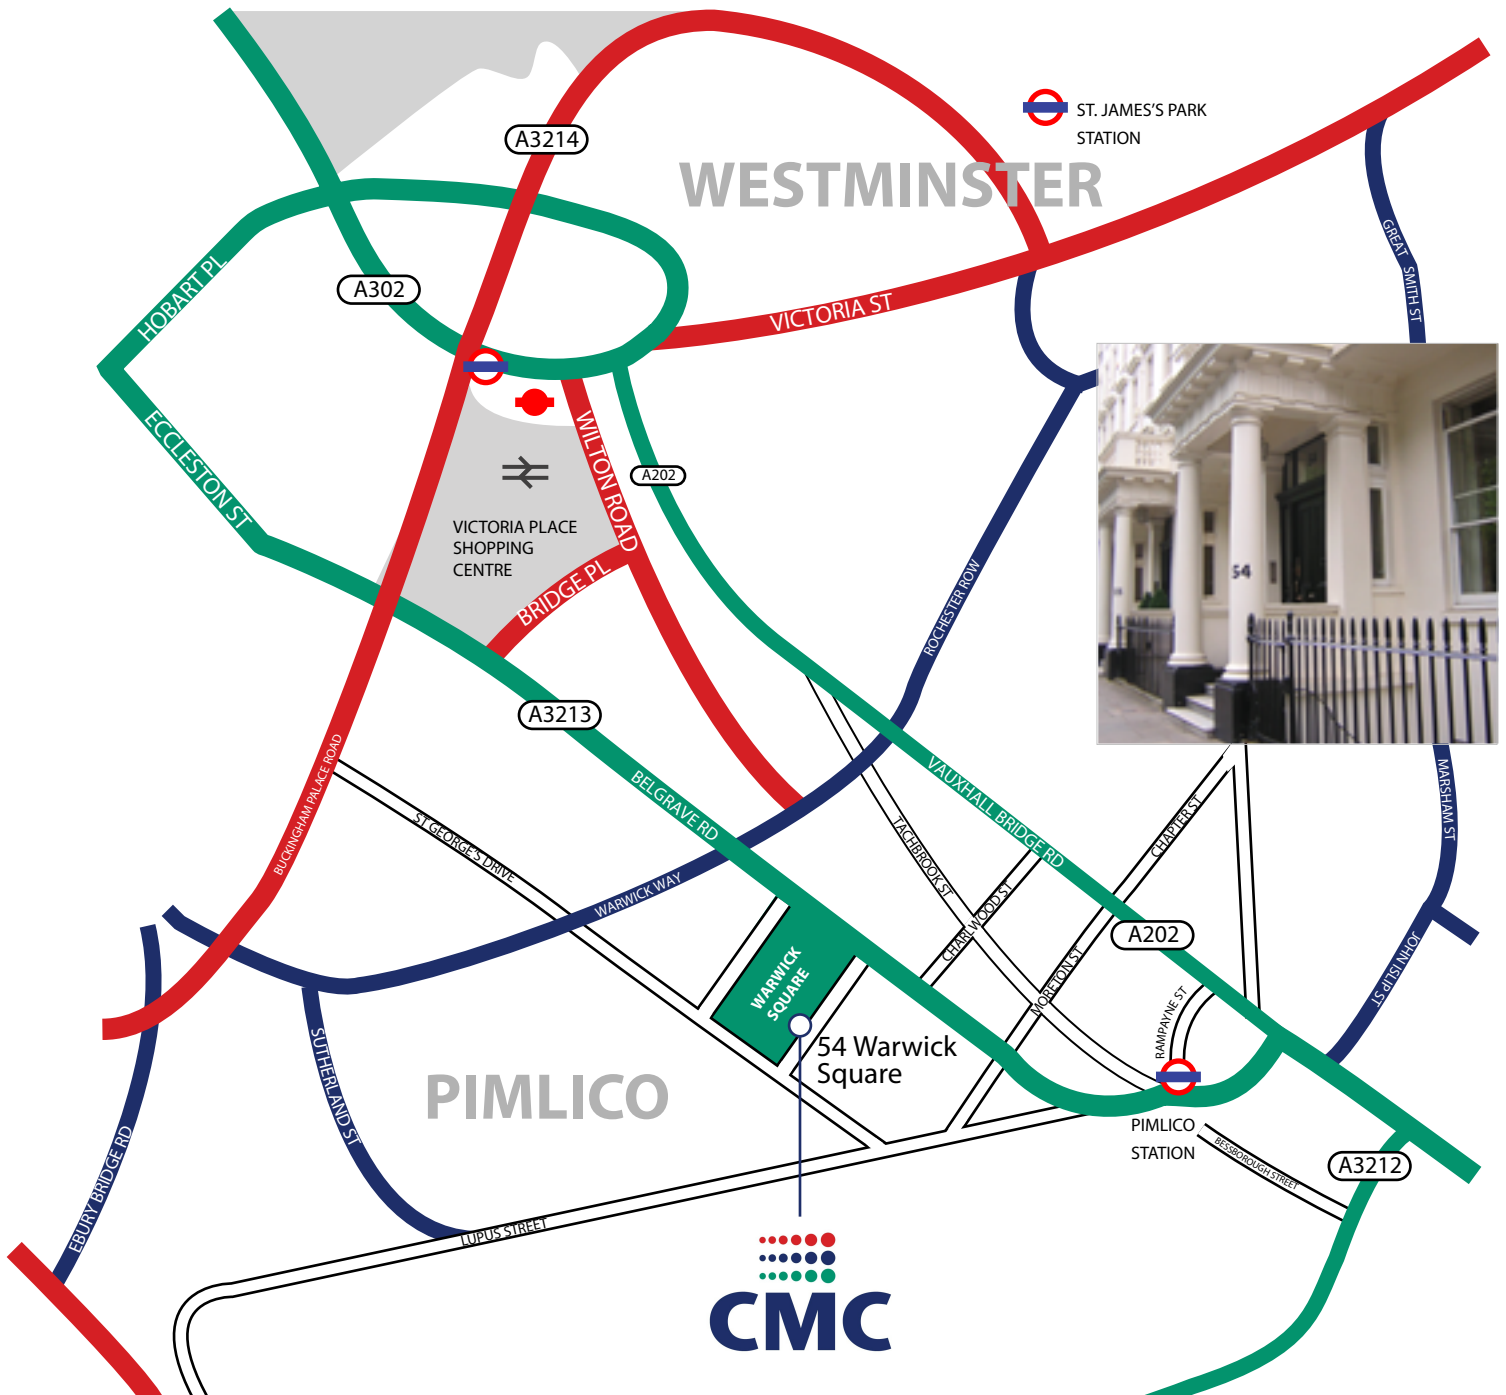 ST. JAMES'S PARK
STATION
A3214
WESTMINSTER
GREAT SMITH ST
HOBART PL
A302
VICTORIA ST
ECCLESTON ST
WILTON ROAD
A202
VICTORIA PLACE
SHOPPING
CENTRE
BRIDGE PL
54
ROCHESTER ROW
A3213
BUCKINGHAM PALACE ROAD
BELGRAVE RD
VAUXHALL BRIDGE RD
MARSHAM ST
ST GEORGE'S DRIVE
TACHBROOK ST
CHAPTER ST
WARWICK WAY
CHARLWOOD ST
A202
JOHN ISLIP ST
WARWICK
SQUARE
MORETON ST
RAMPAYNE ST
54 Warwick
Square
SUTHERLAND ST
PIMLICO
PIMLICO
STATION
BESSBOROUGH STREET
A3212
EBURY BRIDGE RD
LUPUS STREET
CMC